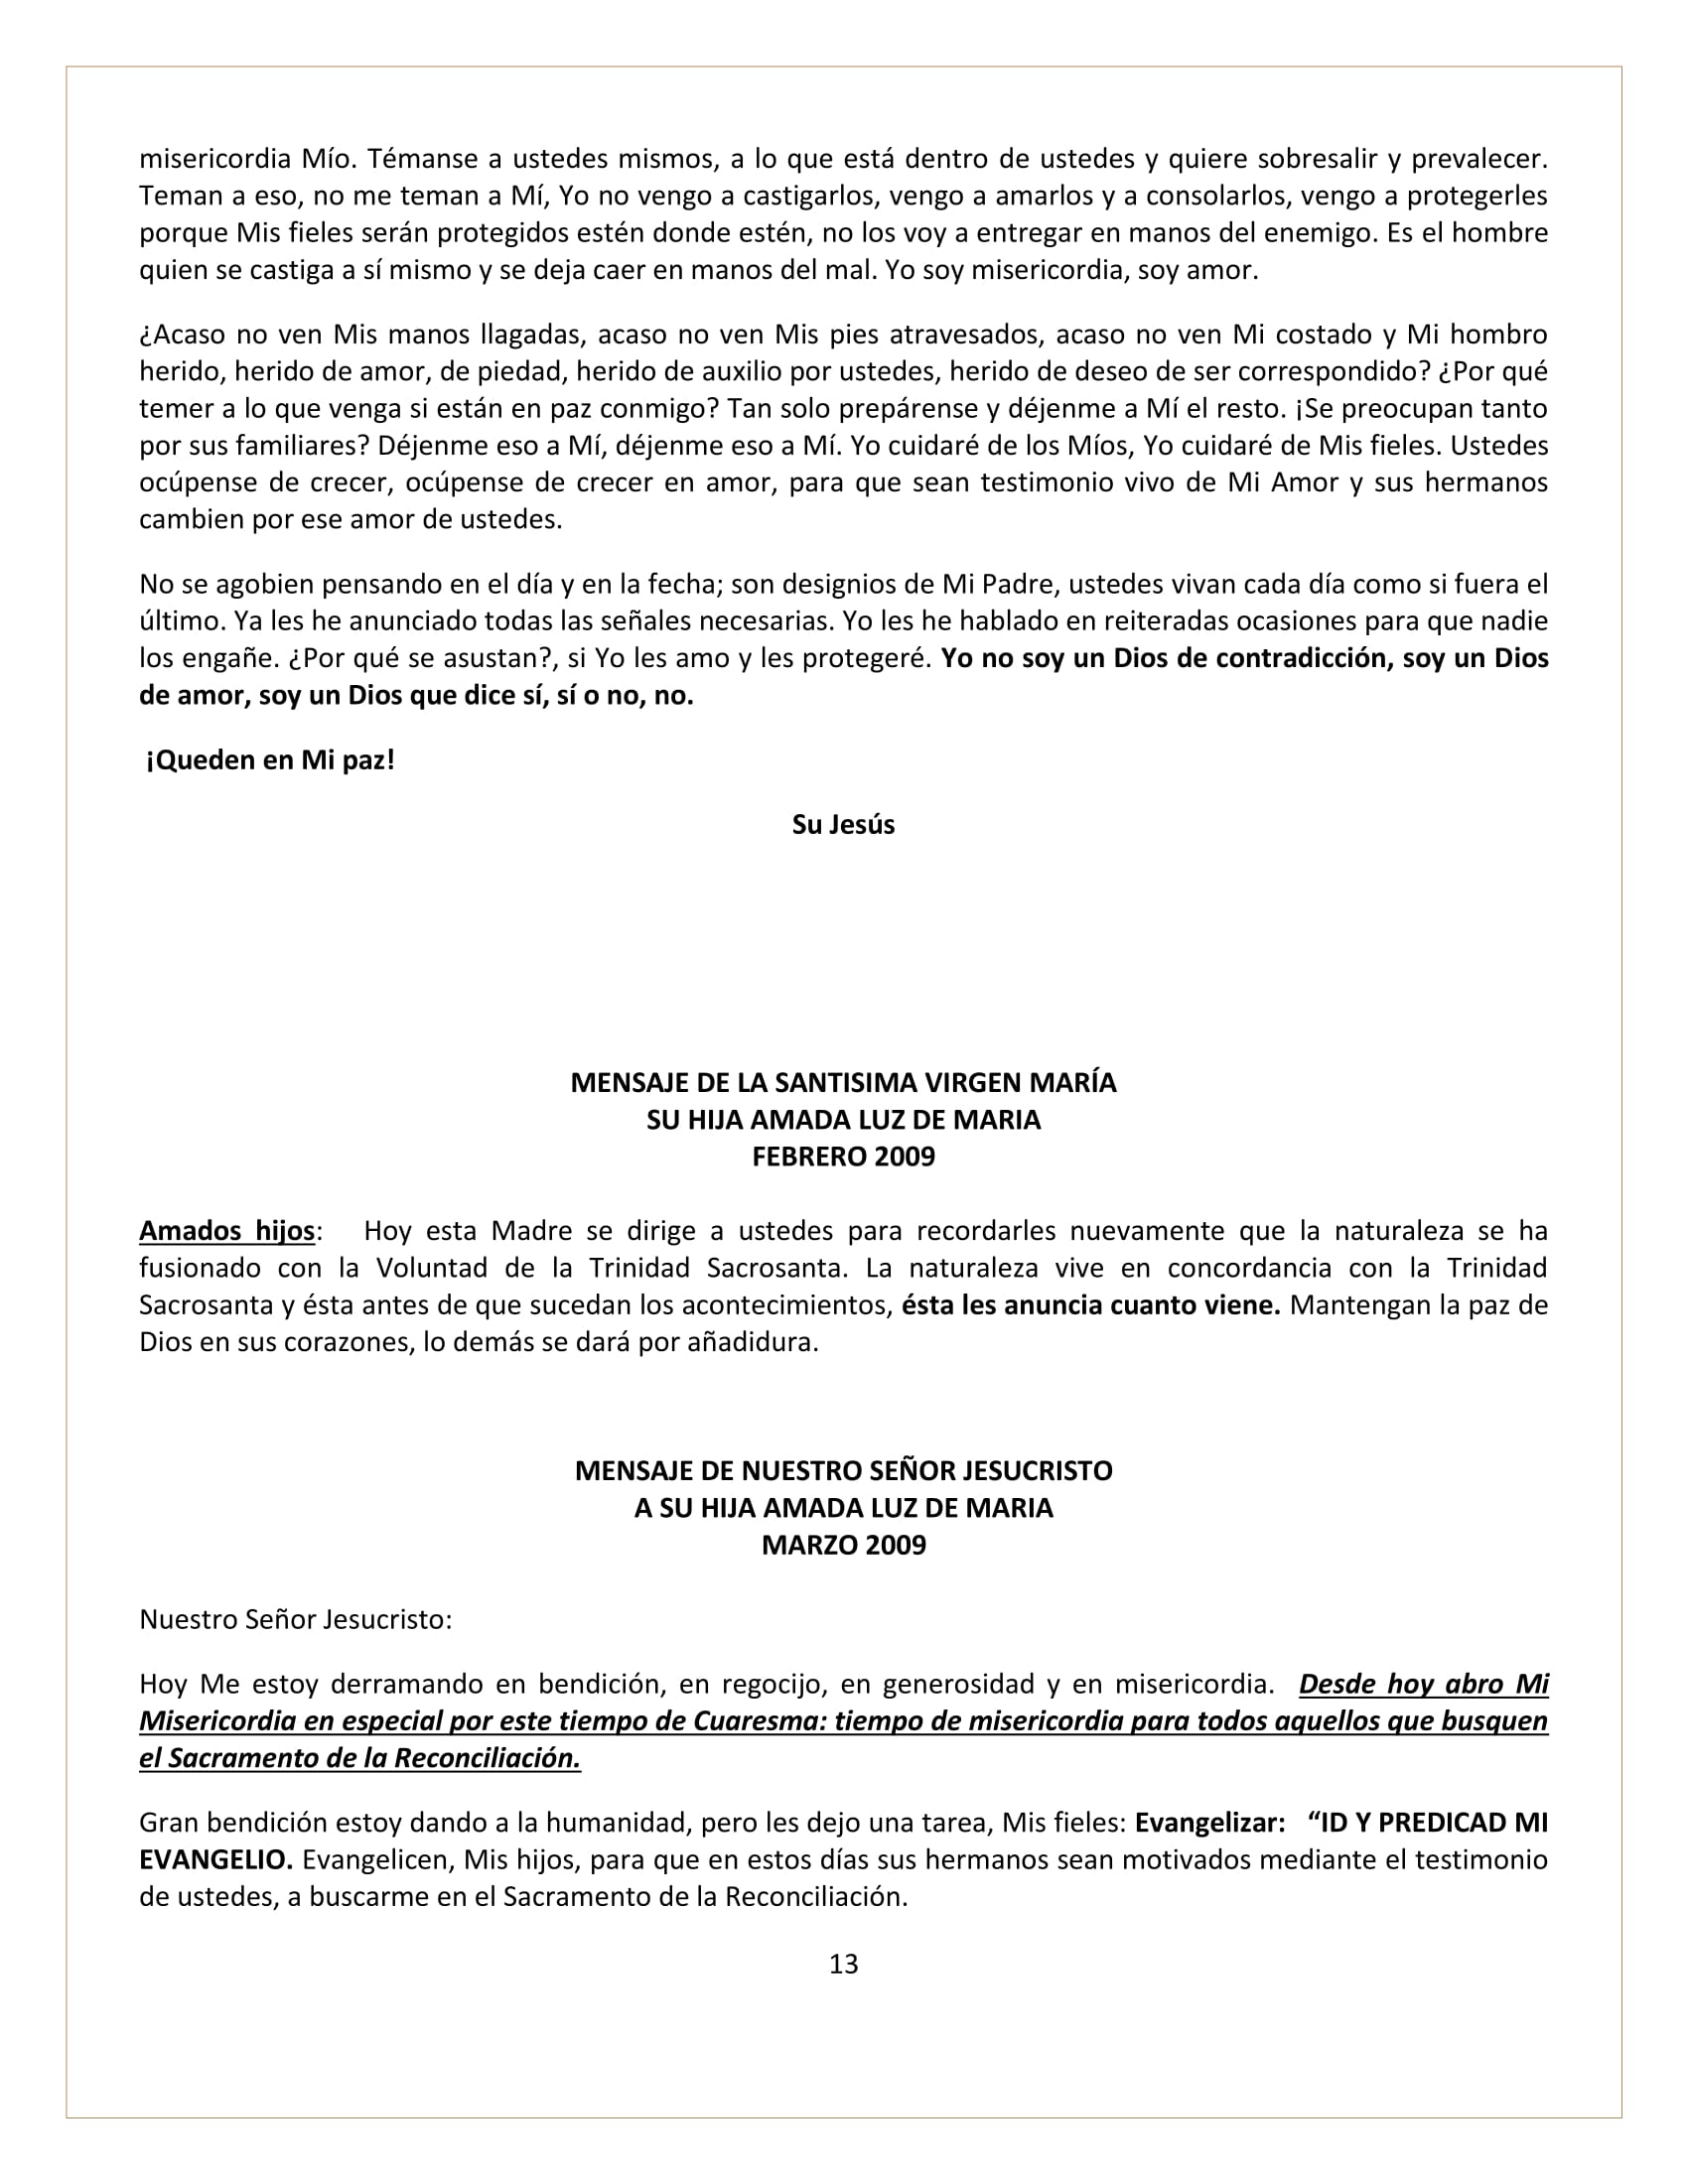 misericordia Mío. Témanse a ustedes mismos, a lo que está dentro de ustedes y quiere sobresalir y prevalecer.
Teman a eso, no me teman a Mí, Yo no vengo a castigarlos, vengo a amarlos y a consolarlos, vengo a protegerles
porque Mis fieles serán protegidos estén donde estén, no los voy a entregar en manos del enemigo. Es el hombre
quien se castiga a sí mismo y se deja caer en manos del mal. Yo soy misericordia, soy amor.
¿Acaso no ven Mis manos llagadas, acaso no ven Mis pies atravesados, acaso no ven Mi costado y Mi hombro
herido, herido de amor, de piedad, herido de auxilio por ustedes, herido de deseo de ser correspondido? ¿Por qué
temer a lo que venga si están en paz conmigo? Tan solo prepárense y déjenme a Mí el resto. ¡Se preocupan tanto
por sus familiares? Déjenme eso a Mí, déjenme eso a Mí. Yo cuidaré de los Míos, Yo cuidaré de Mis fieles. Ustedes
ocúpense de crecer, ocúpense de crecer en amor, para que sean testimonio vivo de Mi Amor y sus hermanos
cambien por ese amor de ustedes.
No se agobien pensando en el día y en la fecha; son designios de Mi Padre, ustedes vivan cada día como si fuera el
último. Ya les he anunciado todas las señales necesarias. Yo les he hablado en reiteradas ocasiones para que nadie
los engañe. ¿Por qué se asustan?, si Yo les amo y les protegeré. Yo no soy un Dios de contradicción, soy un Dios
de amor, soy un Dios que dice sí, sí o no, no.
¡Queden en Mi paz!
Su Jesús
MENSAJE DE LA SANTISIMA VIRGEN MARÍA
SU HIJA AMADA LUZ DE MARIA
FEBRERO 2009
Amados hijos: Hoy esta Madre se dirige a ustedes para recordarles nuevamente que la naturaleza se ha
fusionado con la Voluntad de la Trinidad Sacrosanta. La naturaleza vive en concordancia con la Trinidad
Sacrosanta y ésta antes de que sucedan los acontecimientos, ésta les anuncia cuanto viene. Mantengan la paz de
Dios en sus corazones, lo demás se dará por añadidura.
MENSAJE DE NUESTRO SEÑOR JESUCRISTO
A SU HIJA AMADA LUZ DE MARIA
MARZO 2009
Nuestro Señor Jesucristo:
Hoy Me estoy derramando en bendición, en regocijo, en generosidad y en misericordia. Desde hoy abro Mi
Misericordia en especial por este tiempo de Cuaresma: tiempo de misericordia para todos aquellos que busquen
el Sacramento de la Reconciliación.
Gran bendición estoy dando a la humanidad, pero les dejo una tarea, Mis fieles: Evangelizar: “ID Y PREDICAD MI
EVANGELIO. Evangelicen, Mis hijos, para que en estos días sus hermanos sean motivados mediante el testimonio
de ustedes, a buscarme en el Sacramento de la Reconciliación.
13